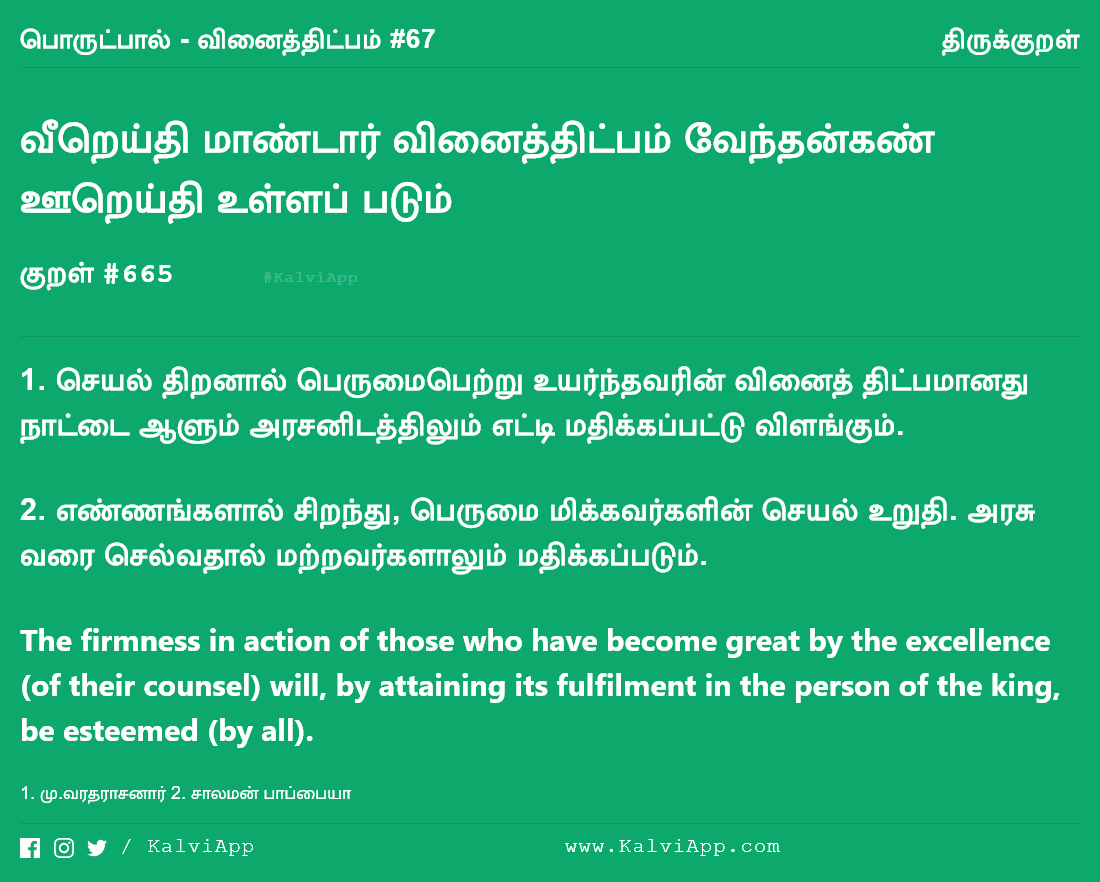 பொருட்பால் - வினைத்திட்பம் #67
திருக்குறள்
வீறெய்தி மாண்டார் வினைத்திட்பம் வேந்தன்கண்
ஊறெய்தி உள்ளப் படும்
குறள் #665
#KalviApp
1. செயல் திறனால் பெருமைபெற்று உயர்ந்தவரின் வினைத் திட்பமானது
நாட்டை ஆளும் அரசனிடத்திலும் எட்டி மதிக்கப்பட்டு விளங்கும்.
2. எண்ணங்களால் சிறந்து, பெருமை மிக்கவர்களின் செயல் உறுதி. அரசு
வரை செல்வதால் மற்றவர்களாலும் மதிக்கப்படும்.
The firmness in action of those who have become great by the excellence
(of their counsel) will, by attaining its fulfilment in the person of the king,
be esteemed (by all).
1. மு.வரதராசனார் 2. சாலமன் பாப்பையா
/ KalviApp
www.KalviApp.com